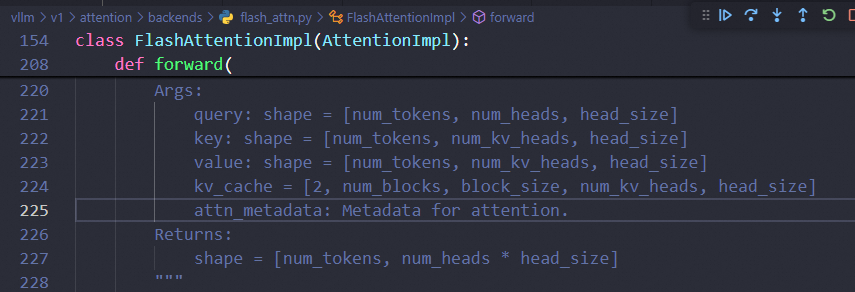 vllm > v1 > attention > backends > flash_attn.py > FlashAttentionImpl > forward
154 class FlashAttentionImpl(AttentionImpl):
208     def forward(
220         Args:
221             query: shape = [num_tokens, num_heads, head_size]
222             key: shape = [num_tokens, num_kv_heads, head_size]
223             value: shape = [num_tokens, num_kv_heads, head_size]
224             kv_cache = [2, num_blocks, block_size, num_kv_heads, head_size]
225             attn_metadata: Metadata for attention.
226         Returns:
227             shape = [num_tokens, num_heads * head_size]
228         """